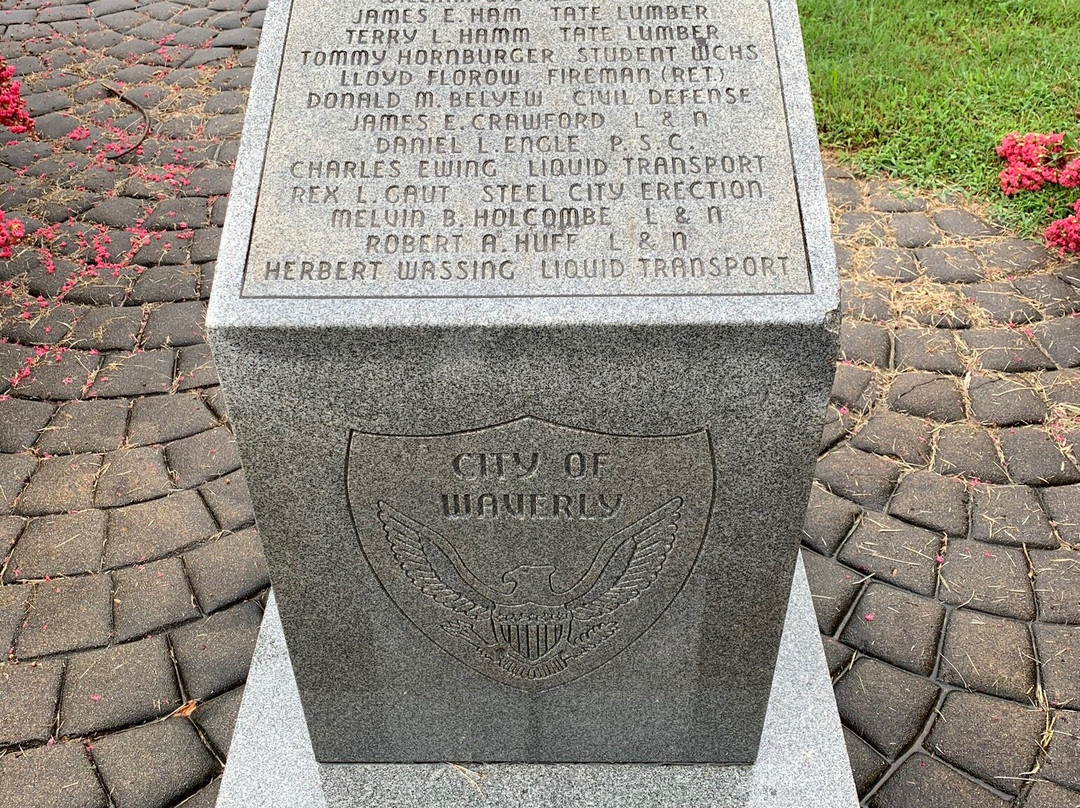 JAMES E. HAM TATE LUMBER
TERRY L. HAMM TATE LUMBER
TOMMY HORNBURGER STUDENT WCHS
LLOYD FLOROW FIREMAN (RET.)
DONALD M. BELYEW CIVIL DEFENSE
JAMES E. CRAWFORD L & N
DANIEL L. ENGLE P. S. C.
CHARLES EWING LIQUID TRANSPORT
REX L. GAUT STEEL CITY ERECTION
MELVIN B. HOLCOMBE L & N
ROBERT A. HUFF L & N
HERBERT WASSING LIQUID TRANSPORT
CITY OF
WAVERLY